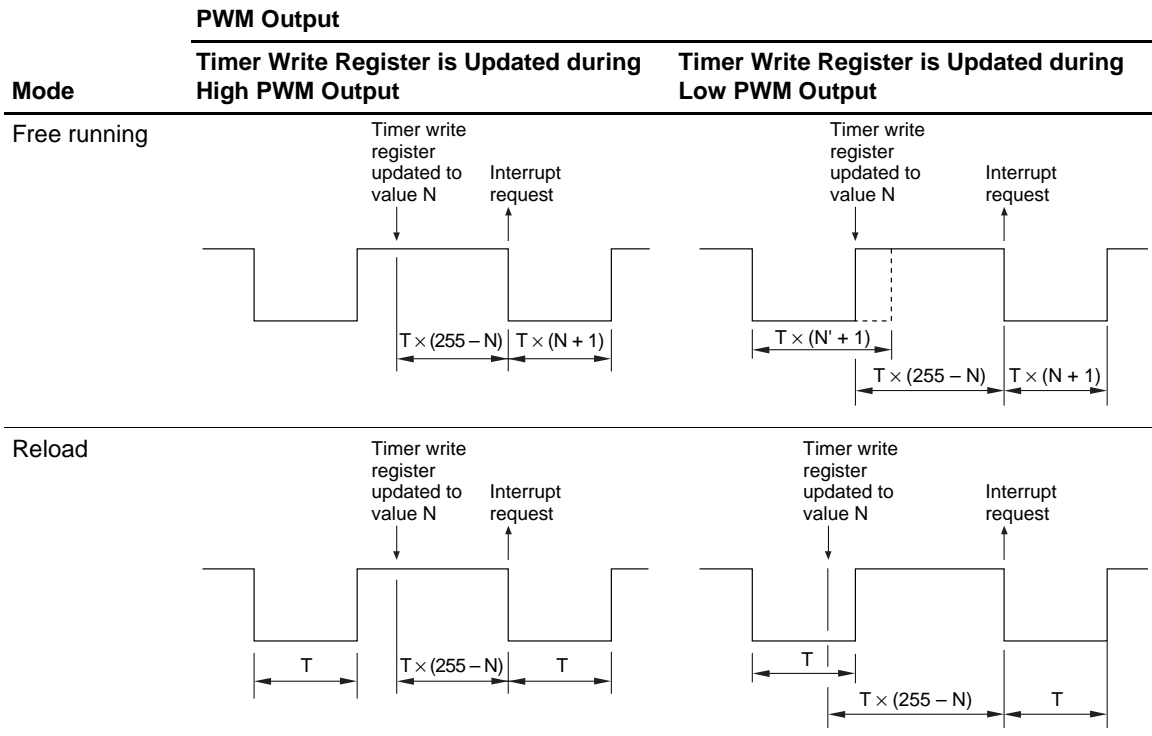 PWM Output
Mode
Timer Write Register is Updated during
High PWM Output
Timer Write Register is Updated during
Low PWM Output
Free running
Timer write
register
updated to
value N
Interrupt
request
T × (255 – N)
T × (N + 1)
Timer write
register
updated to
value N
Interrupt
request
T × (N' + 1)
T × (255 – N)
T × (N + 1)
Reload
Timer write
register
updated to
value N
Interrupt
request
T
T × (255 – N)
T
Timer write
register
updated to
value N
Interrupt
request
T
T × (255 – N)
T